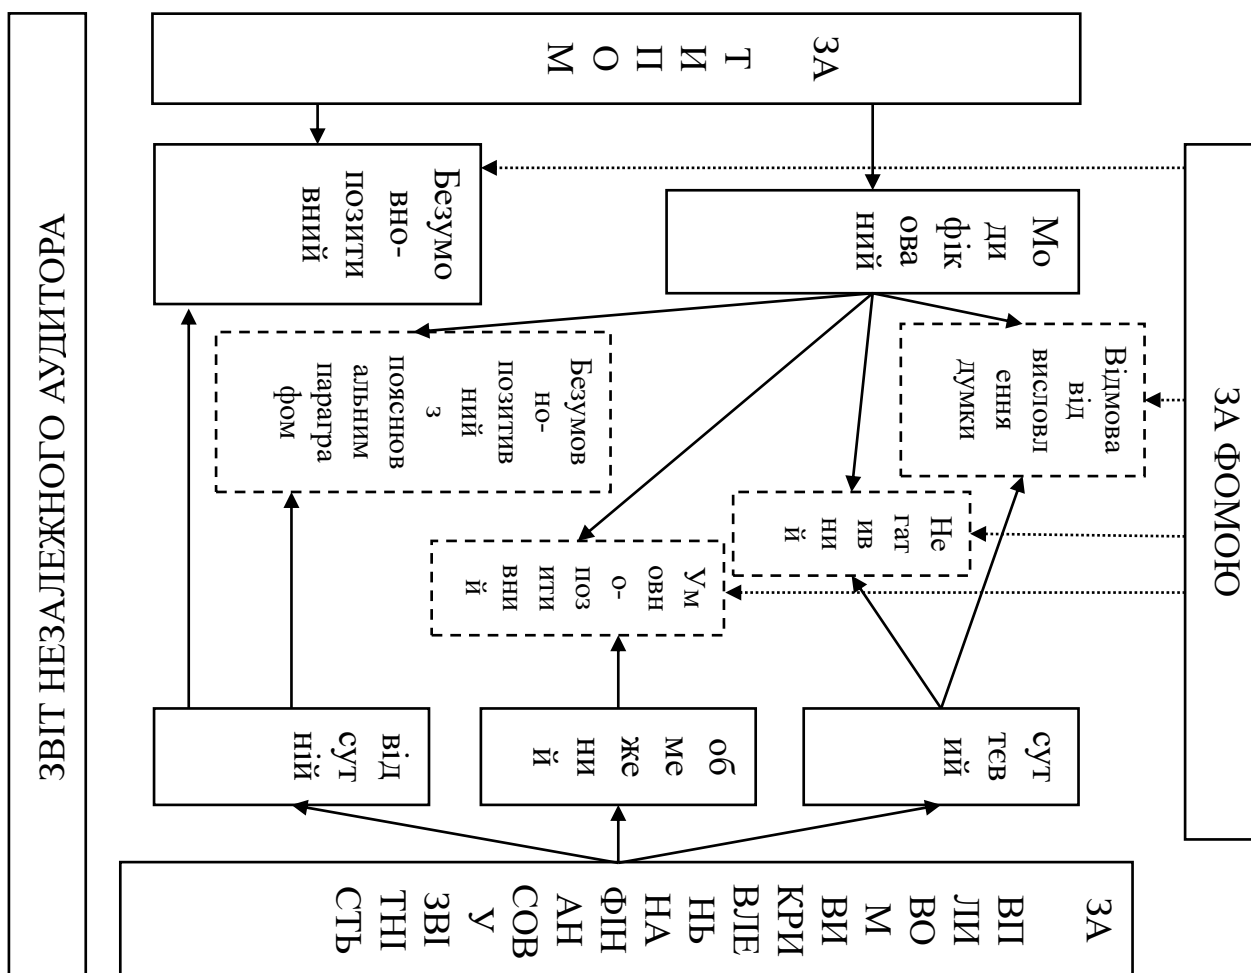 ЗВІТ НЕЗАЛЕЖНОГО АУДИТОРА
ЗА
Т
И
П
О
М
Безумо
вно-
позити
вний
Мо
ди
фік
ова
ний
ЗА ФОМОЮ
Безумов
но-
позитив
ний
з
пояснюв
альним
парагра
фом
Відмова
від
висловл
ення
думки
Не
гат
ив
ни
й
Ум
овн
о-
поз
ити
вни
й
від
сут
ній
об
ме
же
ни
й
сут
тєв
ий
ЗА
ВП
ЛИ
ВО
М
ВИ
КРИ
ВЛЕ
НЬ
НА
ФІН
АН
СОВ
У
ЗВІ
ТНІ
СТЬ